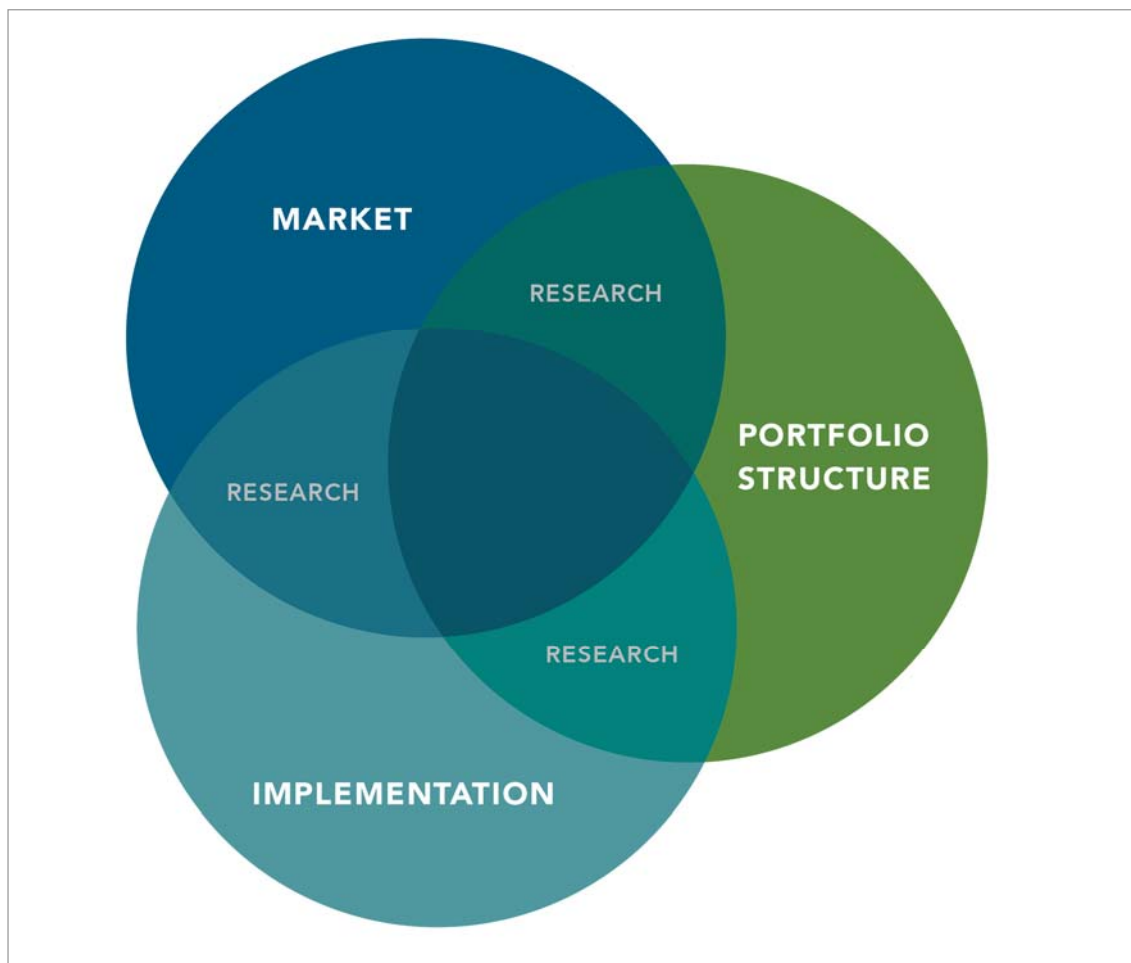 MARKET
RESEARCH
PORTFOLIO
STRUCTURE
RESEARCH
RESEARCH
IMPLEMENTATION